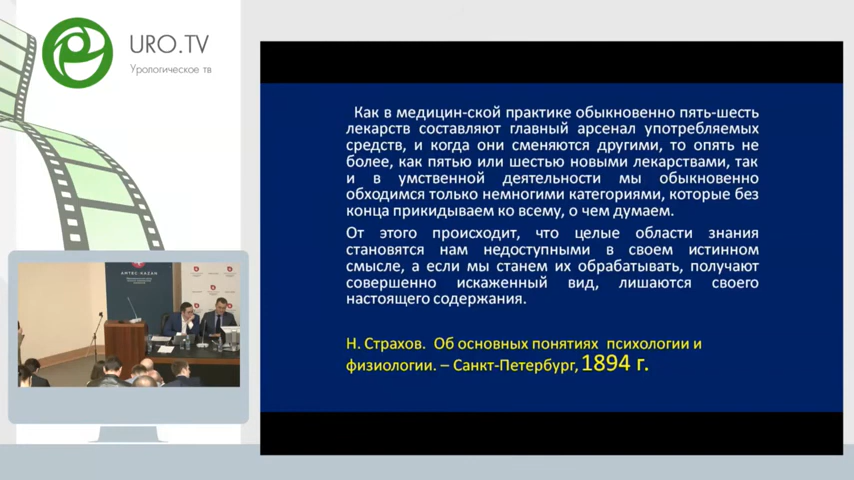 URO.TV
Урологическое тв
Как в медицин-ской практике обыкновенно пять-шесть
лекарств составляют главный арсенал употребляемых
средств, и когда они сменяются другими, то опять не
более, как пятью или шестью новыми лекарствами, так
и в умственной деятельности мы обыкновенно
обходимся только немногими категориями, которые без
конца прикидываем ко всему, о чем думаем.
От этого происходит, что целые области знания
становятся нам недоступными в своем истинном
смысле, а если мы станем их обрабатывать, получают
совершенно искаженный вид, лишаются своего
настоящего содержания.
Н. Страхов. Об основных понятиях психологии и
физиологии. – Санкт-Петербург, 1894 г.
AMTEC KAZAN